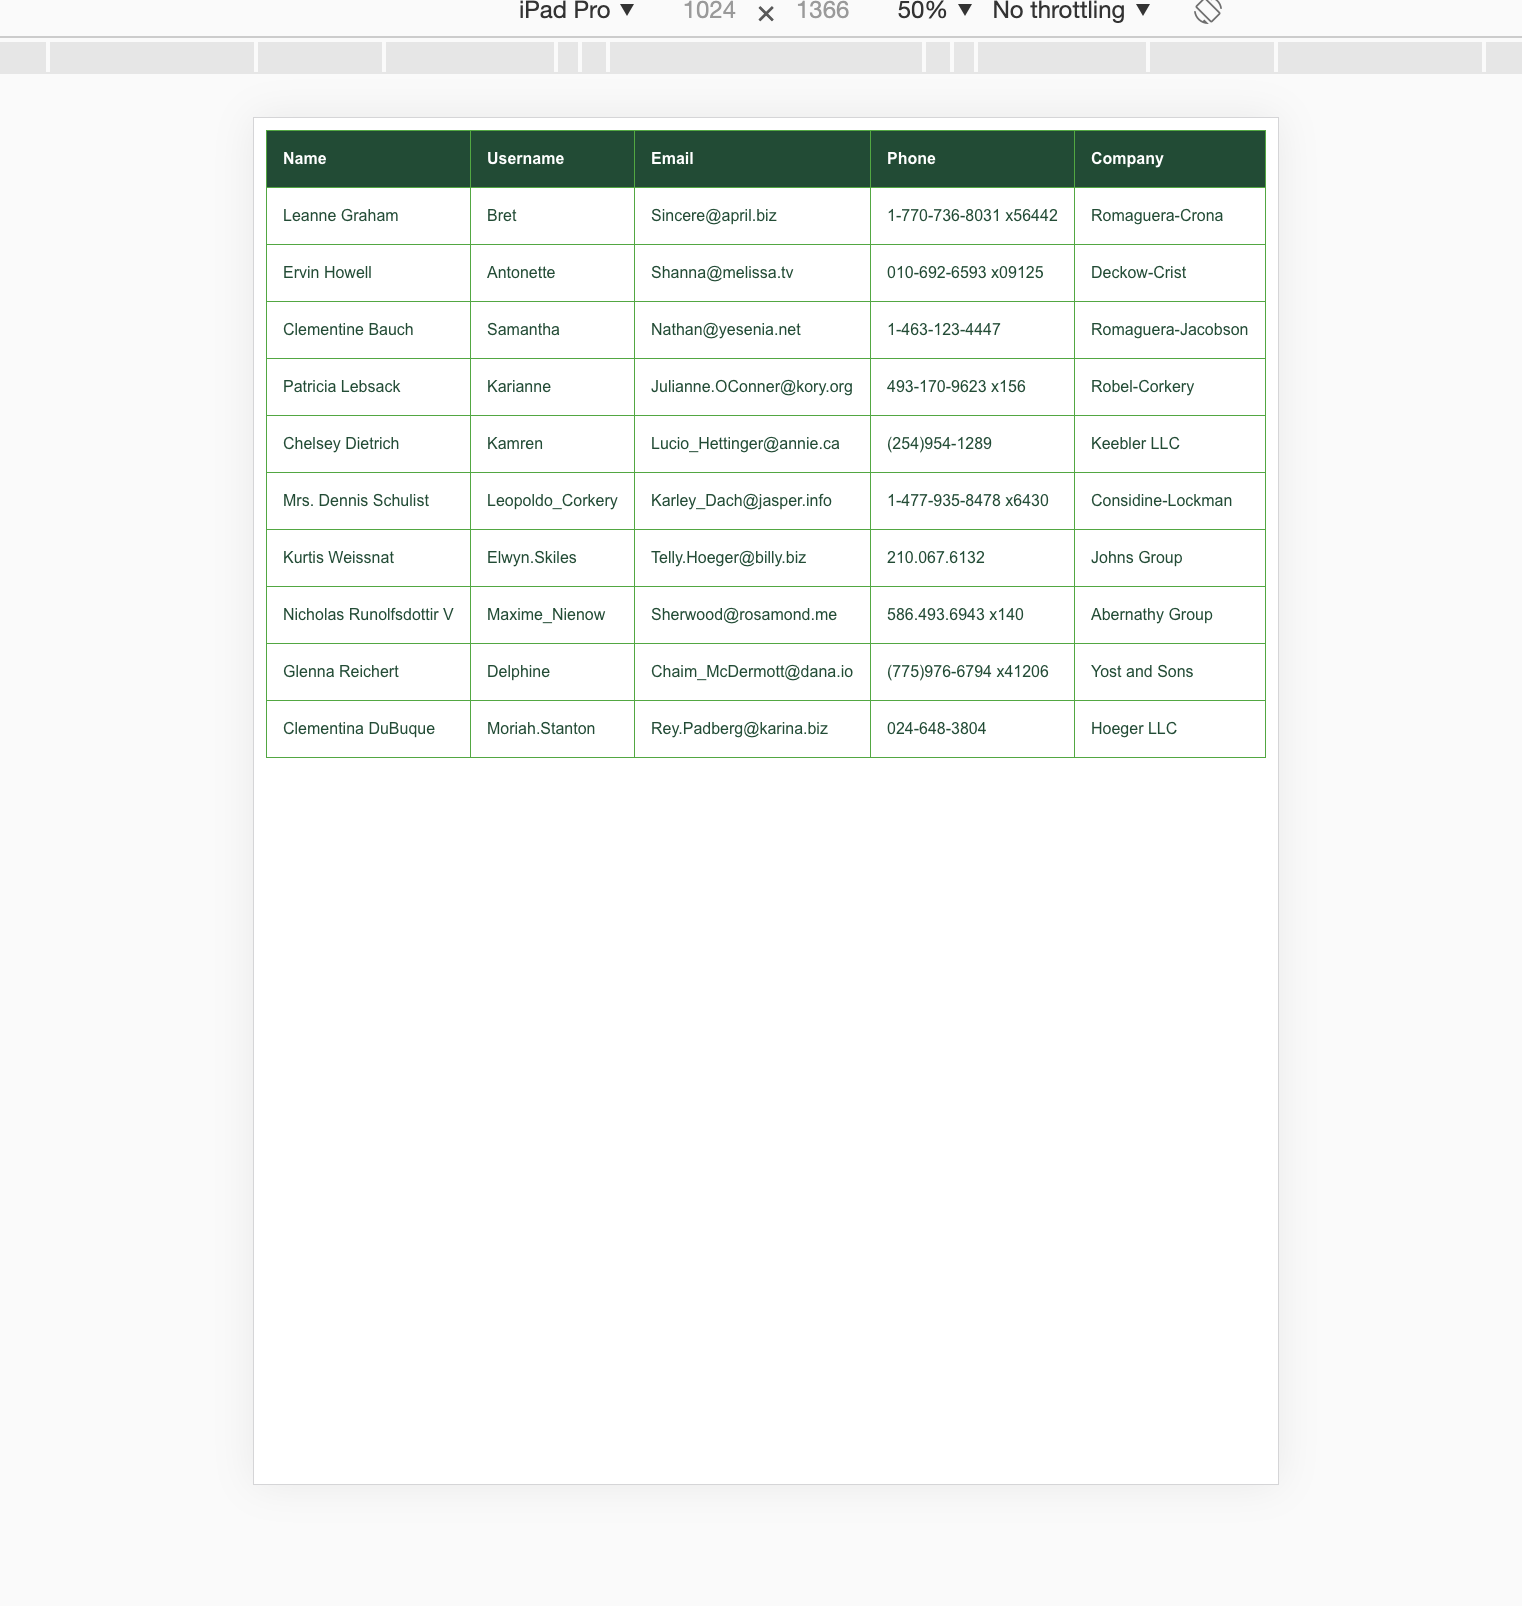 iPad Pro ▼ 1024 × 1366 50% ▼ No throttling ▼
Name Username Email Phone Company
Leanne Graham Bret Sincere@april.biz 1-770-736-8031 x56442 Romaguera-Crona
Ervin Howell Antonette Shanna@melissa.tv 010-692-6593 x09125 Deckow-Crist
Clementine Bauch Samantha Nathan@yesenia.net 1-463-123-4447 Romaguera-Jacobson
Patricia Lebsack Karianne Julianne.OConner@kory.org 493-170-9623 x156 Robel-Corkery
Chelsey Dietrich Kamren Lucio_Hettinger@annie.ca (254)954-1289 Keebler LLC
Mrs. Dennis Schulist Leopoldo_Corkery Karley_Dach@jasper.info 1-477-935-8478 x6430 Considine-Lockman
Kurtis Weissnat Elwyn.Skiles Telly.Hoeger@billy.biz 210.067.6132 Johns Group
Nicholas Runolfsdottir V Maxime_Nienow Sherwood@rosamond.me 586.493.6943 x140 Abernathy Group
Glenna Reichert Delphine Chaim_McDermott@dana.io (775)976-6794 x41206 Yost and Sons
Clementina DuBuque Moriah.Stanton Rey.Padberg@karina.biz 024-648-3804 Hoeger LLC